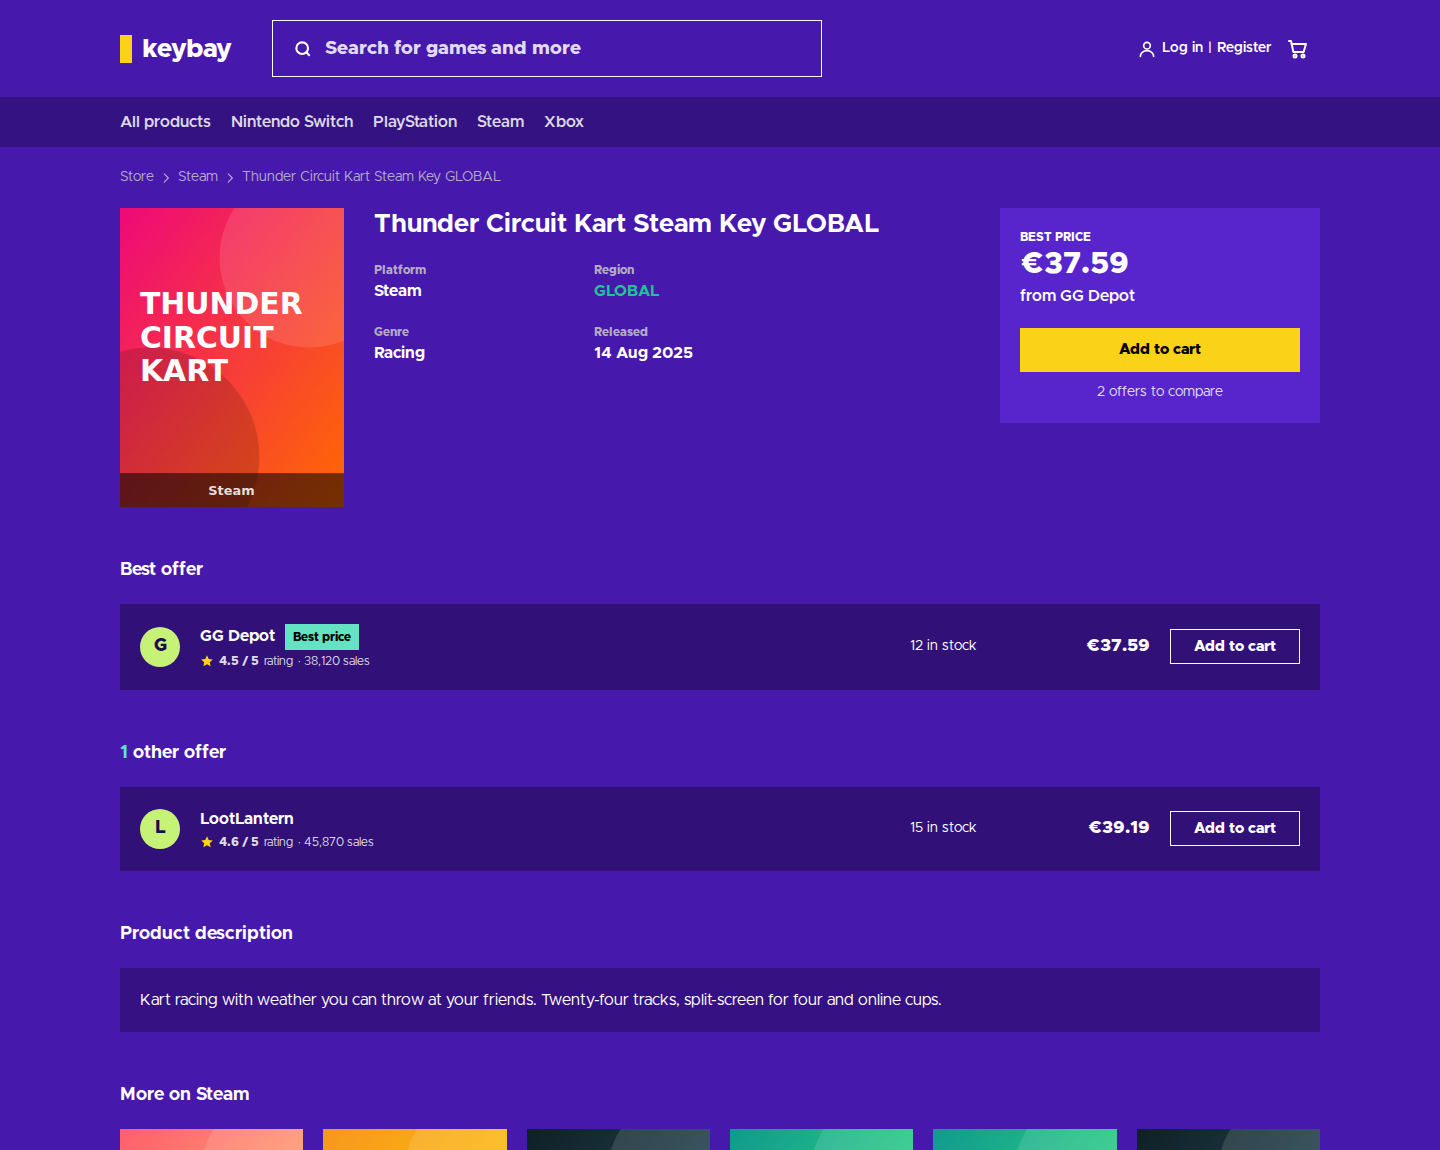 keybay
Search for games and more
Log in | Register
All products
Nintendo Switch
PlayStation
Steam
Xbox
Store > Steam > Thunder Circuit Kart Steam Key GLOBAL
THUNDER
CIRCUIT
KART
Steam
Thunder Circuit Kart Steam Key GLOBAL
Platform
Steam
Region
GLOBAL
Genre
Racing
Released
14 Aug 2025
BEST PRICE
€37.59
from GG Depot
Add to cart
2 offers to compare
Best offer
G
GG Depot
Best price
4.5 / 5 rating · 38,120 sales
12 in stock
€37.59
Add to cart
1 other offer
L
LootLantern
4.6 / 5 rating · 45,870 sales
15 in stock
€39.19
Add to cart
Product description
Kart racing with weather you can throw at your friends. Twenty-four tracks, split-screen for four and online cups.
More on Steam